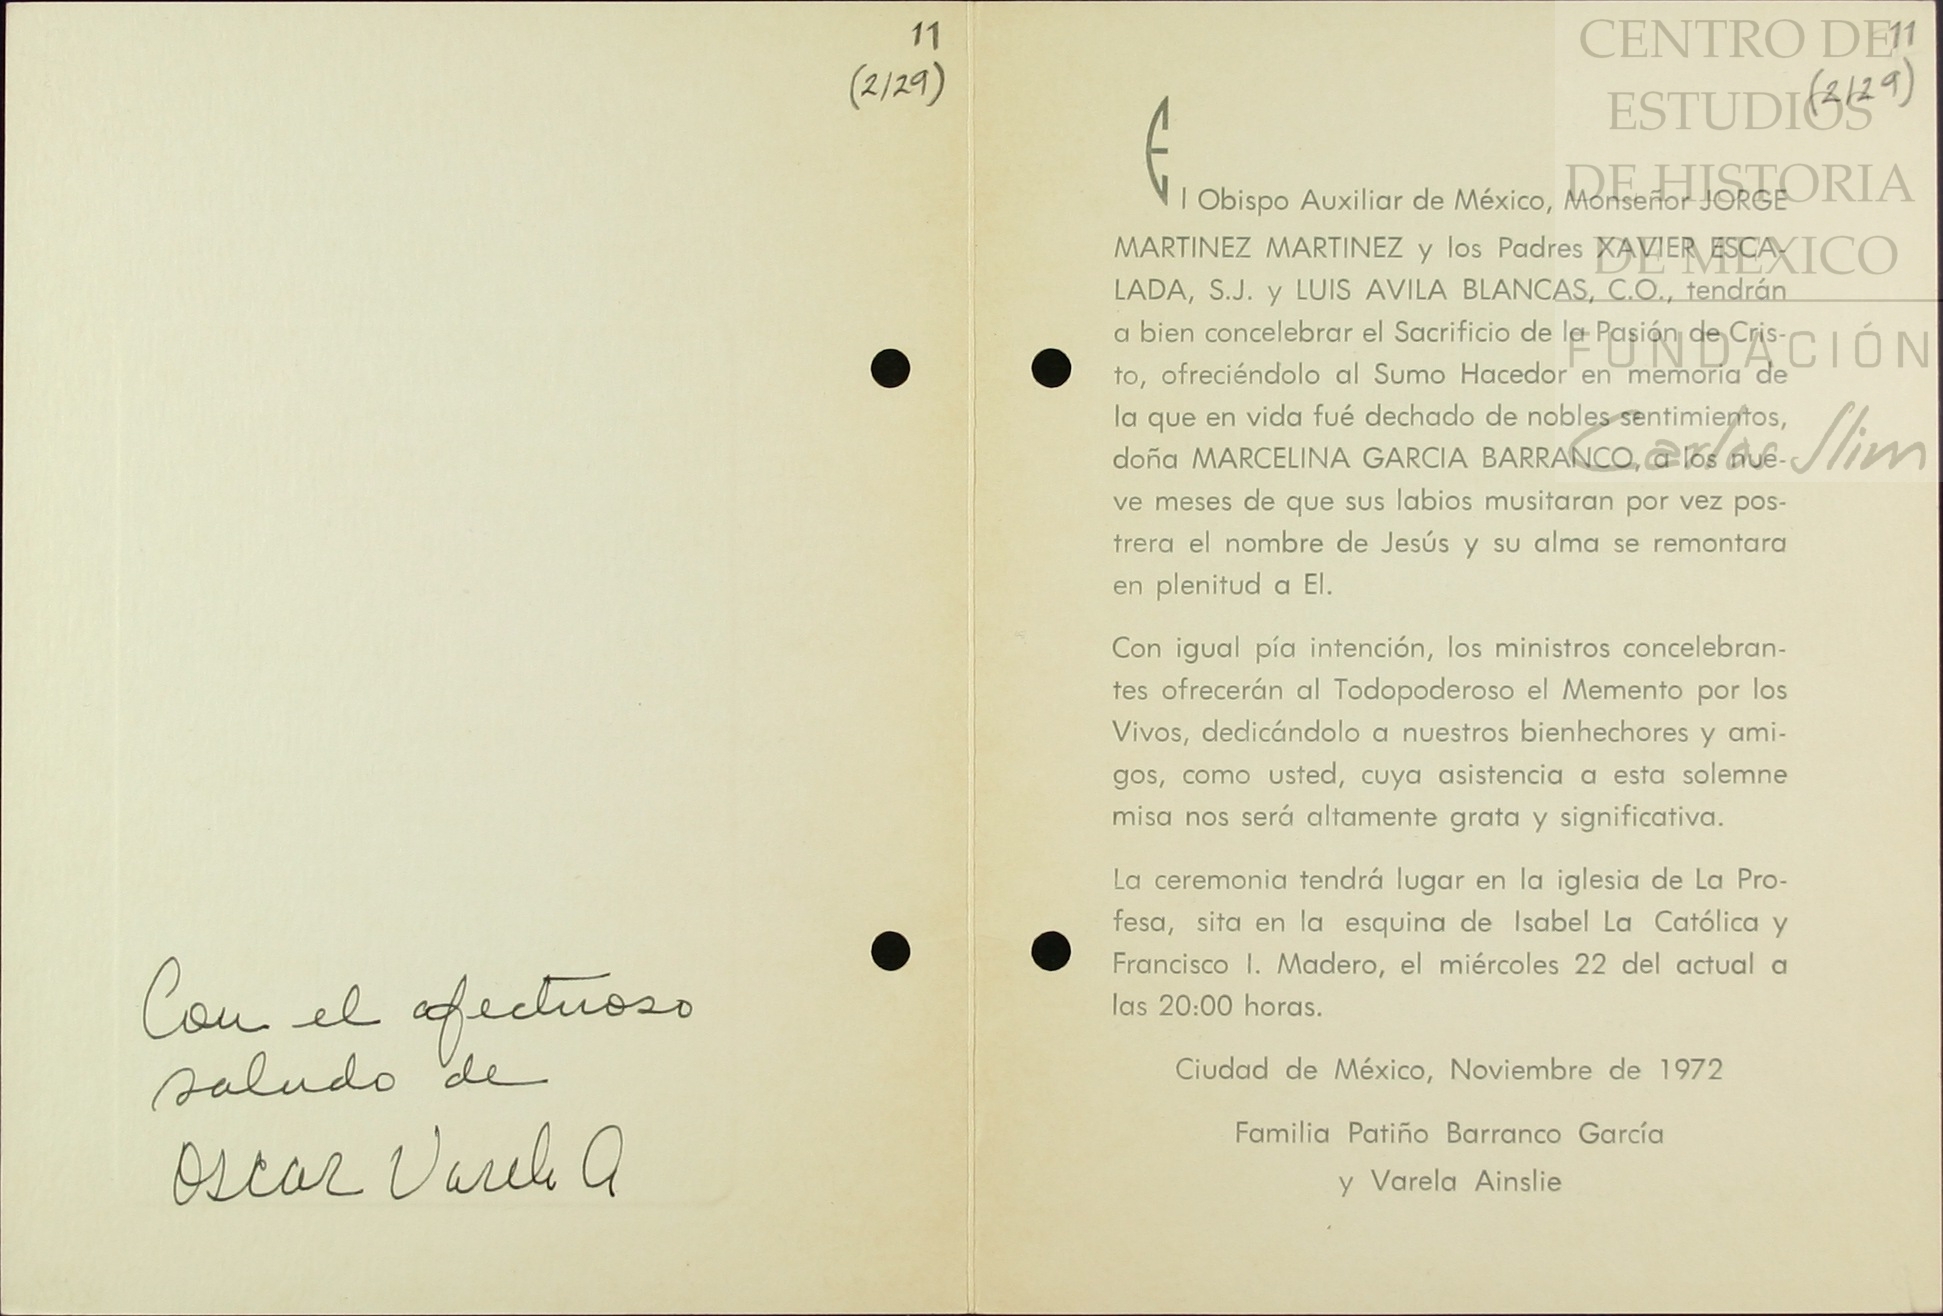 11
(2/29)
Con el afectuoso
saludo de
Oscar Varela A
11
(2/29)
CENTRO DE
ESTUDIOS
DE HISTORIA
DE MEXICO
FUNDACIÓN
Carlos Slim
El Obispo Auxiliar de México, Monseñor JORGE
MARTINEZ MARTINEZ y los Padres XAVIER ESCA-
LADA, S.J. y LUIS AVILA BLANCAS, C.O., tendrán
a bien concelebrar el Sacrificio de la Pasión de Cris-
to, ofreciéndolo al Sumo Hacedor en memoria de
la que en vida fué dechado de nobles sentimientos,
doña MARCELINA GARCIA BARRANCO, a los nue-
ve meses de que sus labios musitaran por vez pos-
trera el nombre de Jesús y su alma se remontara
en plenitud a El.
Con igual pía intención, los ministros concelebran-
tes ofrecerán al Todopoderoso el Memento por los
Vivos, dedicándolo a nuestros bienhechores y ami-
gos, como usted, cuya asistencia a esta solemne
misa nos será altamente grata y significativa.
La ceremonia tendrá lugar en la iglesia de La Pro-
fesa, sita en la esquina de Isabel La Católica y
Francisco I. Madero, el miércoles 22 del actual a
las 20:00 horas.
Ciudad de México, Noviembre de 1972
Familia Patiño Barranco García
y Varela Ainslie